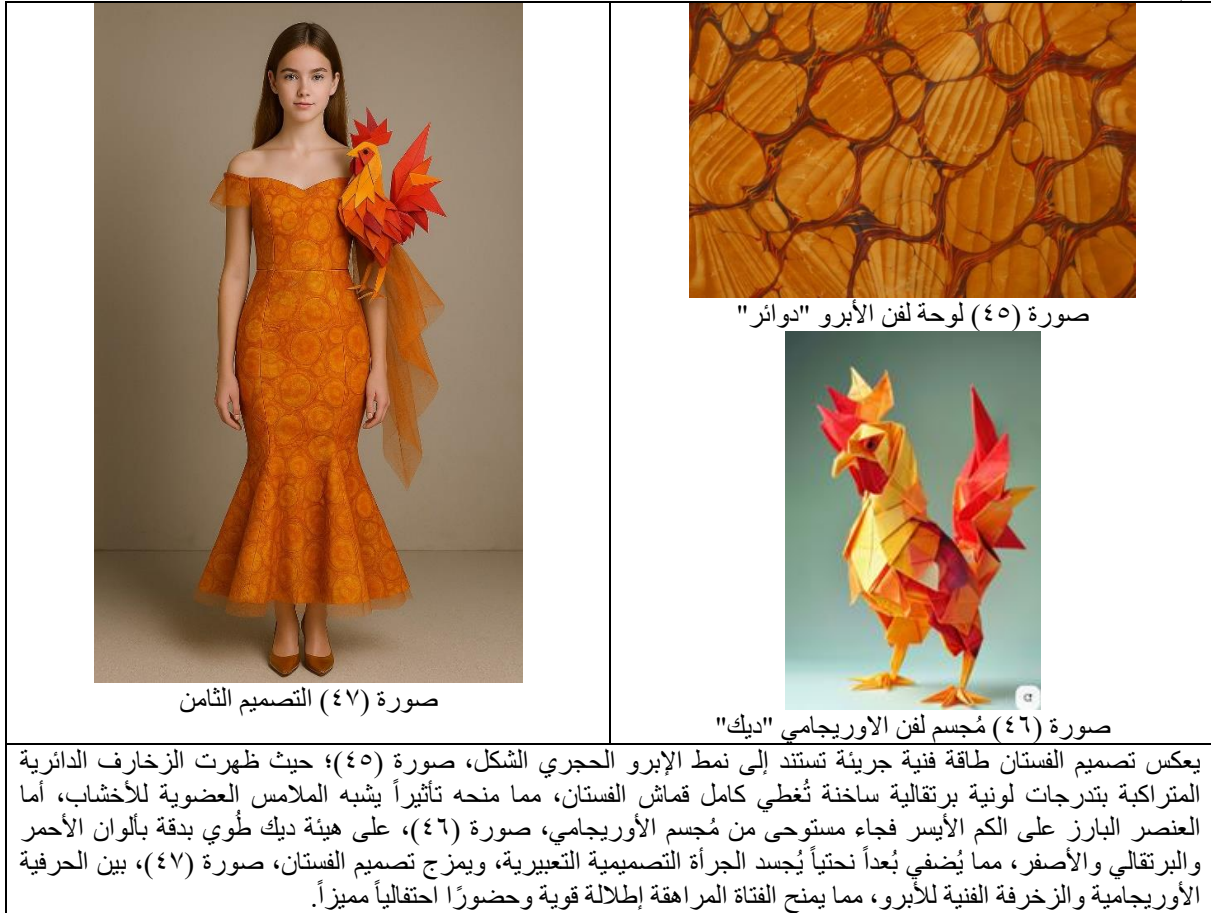 صورة (٤٥) لوحة لفن الأبرو "دوائر"
صورة (٤٦) مُجسم لفن الاوريجامي "ديك"
صورة (٤٧) التصميم الثامن
يعكس تصميم الفستان طاقة فنية جريئة تستند إلى نمط الإبرو الحجري الشكل، صورة (٤٥)؛ حيث ظهرت الزخارف الدائرية
المتراكبة بتدرجات لونية برتقالية ساخنة تُغطي كامل قماش الفستان، مما منحه تأثيراً يشبه الملامس العضوية للأخشاب، أما
العنصر البارز على الكم الأيسر فجاء مستوحى من مُجسم الأوريجامي، صورة (٤٦)، على هيئة ديك طُوي بدقة بألوان الأحمر
والبرتقالي والأصفر، مما يُضفي بُعداً نحتياً يُجسد الجرأة التصميمية التعبيرية، ويمزج تصميم الفستان، صورة (٤٧)، بين الحرفية
الأوريجامية والزخرفة الفنية للأبرو، مما يمنح الفتاة المراهقة إطلالة قوية وحضورًا احتفالياً مميزاً.